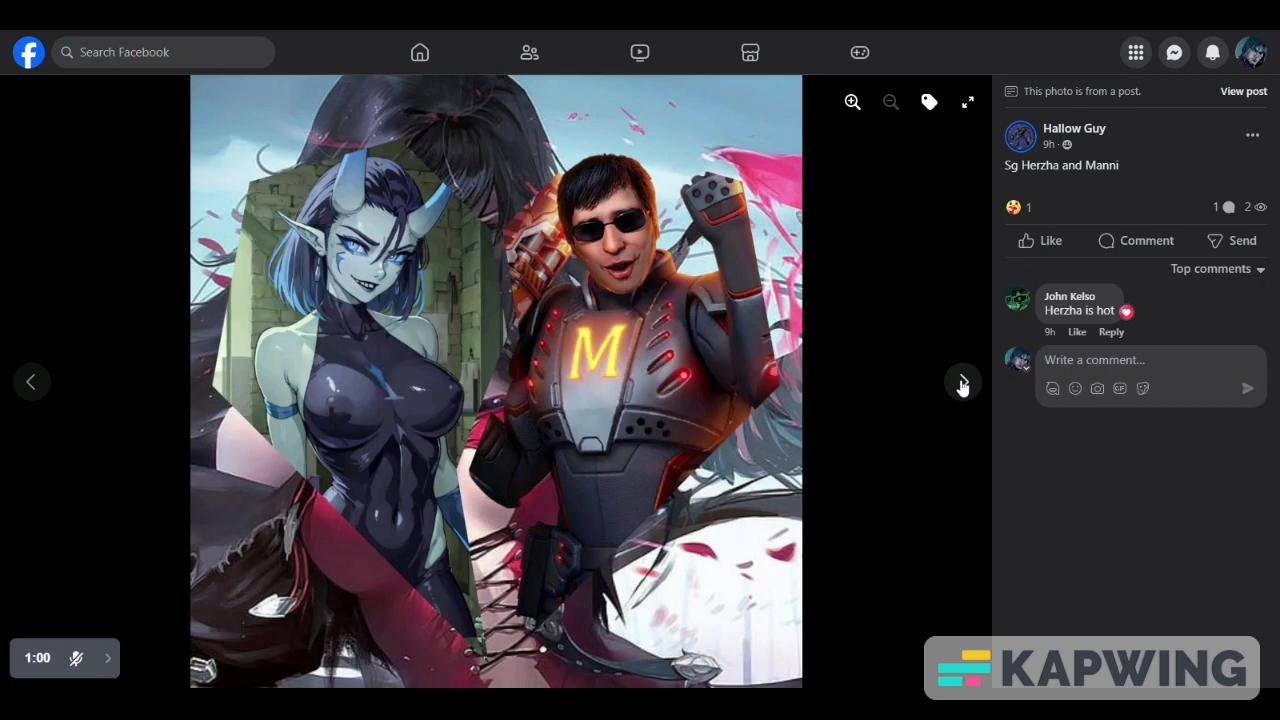 Search Facebook
This photo is from a post.
View post
Hallow Guy
9h
Sg Herzha and Manni
1
1
2
Like
Comment
Send
Top comments
John Kelso
Herzha is hot
9h
Like
Reply
Write a comment...
GIF
M
1:00
KAPWING